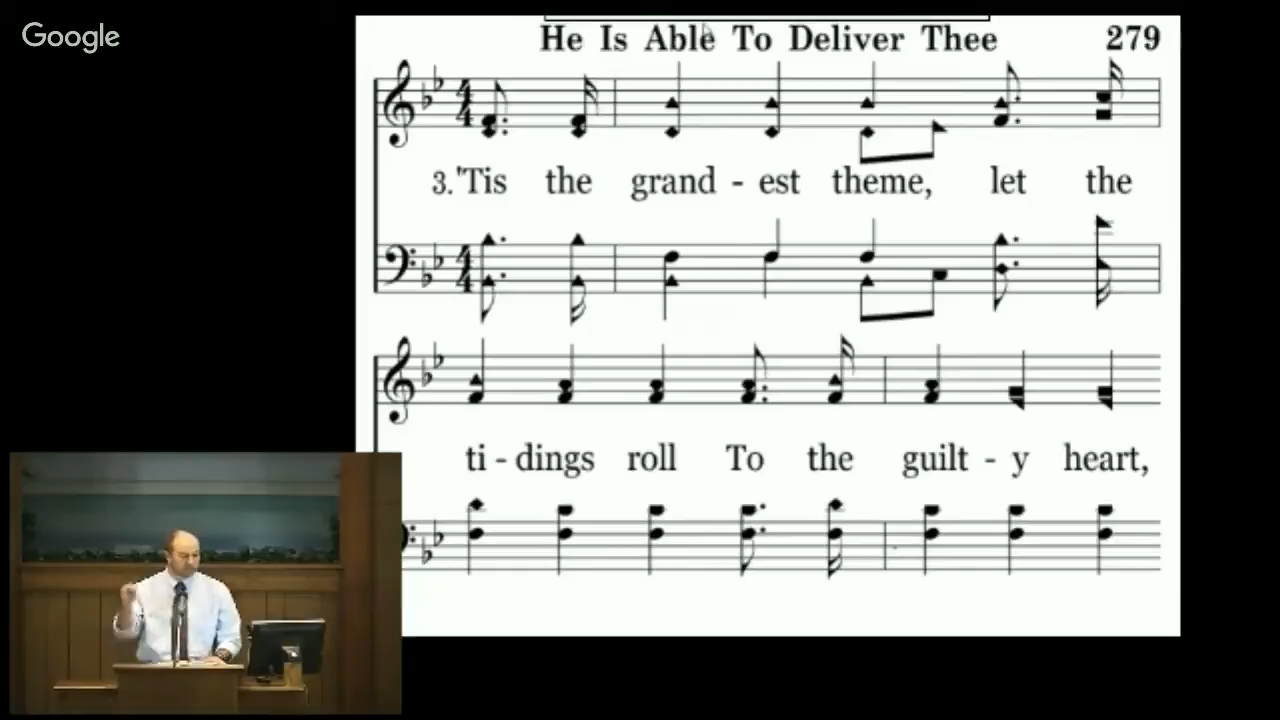 Google
He Is Able To Deliver Thee 279
3. 'Tis the grand - est theme, let the
ti - dings roll To the guilt - y heart,